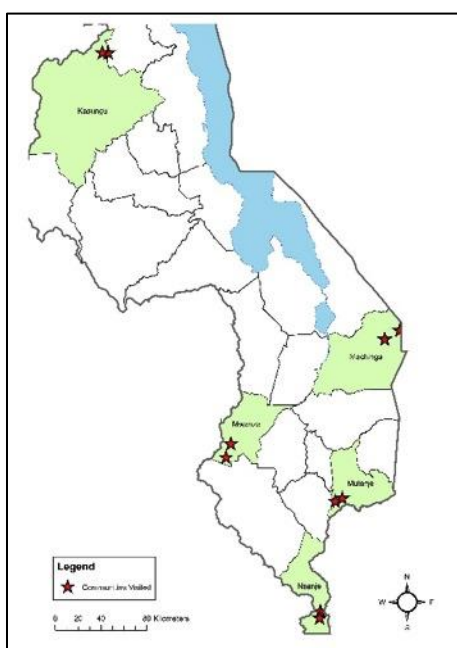 Kasungu
Machinga
Mwanza
Mulanje
Nsanje
Legend
Communities Visited
0 20 40 80 Kilometers
N
W
E
S